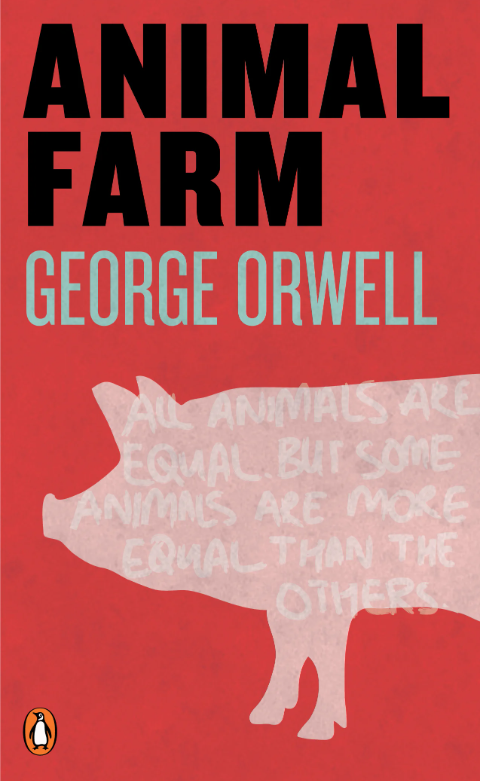 ANIMAL
FARM
GEORGE ORWELL
ALL ANIMALS ARE
EQUAL. BUT SOME
ANIMALS ARE MORE
EQUAL THAN THE
OTHERS.